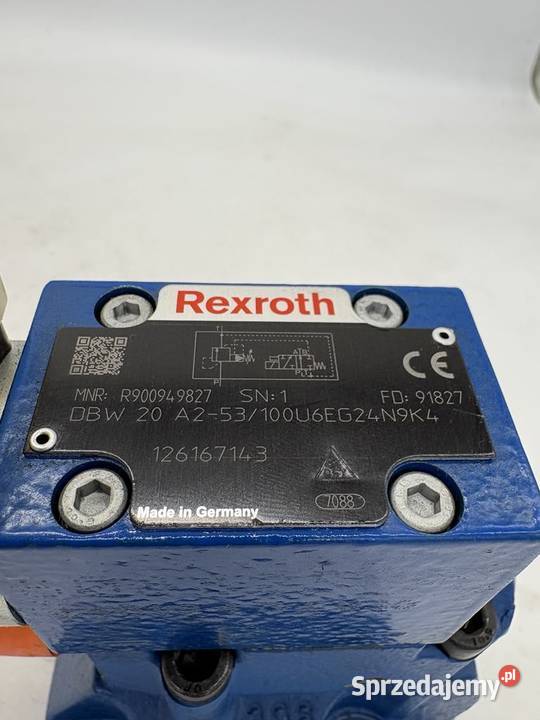 Rexroth
MNR: R900949827 SN:1 FD: 91827
DBW 20 A2-53/100U6EG24N9K4
126167143
7088
Made in Germany
CE
Sprzedajemy.pl